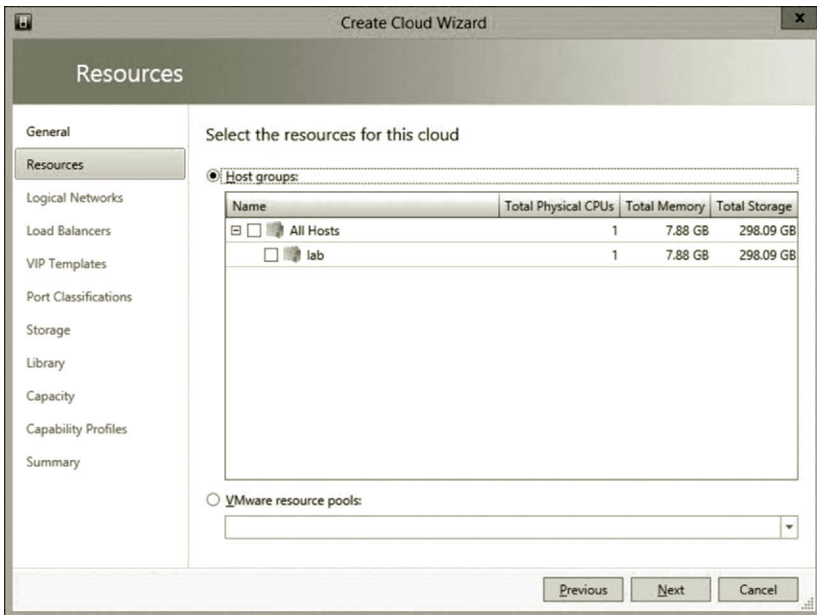 Create Cloud Wizard
x
Resources
General
Resources
Logical Networks
Load Balancers
VIP Templates
Port Classifications
Storage
Library
Capacity
Capability Profiles
Summary
Select the resources for this cloud
Host groups:
Name Total Physical CPUs Total Memory Total Storage
All Hosts 1 7.88 GB 298.09 GB
lab 1 7.88 GB 298.09 GB
VMware resource pools:
Previous Next Cancel